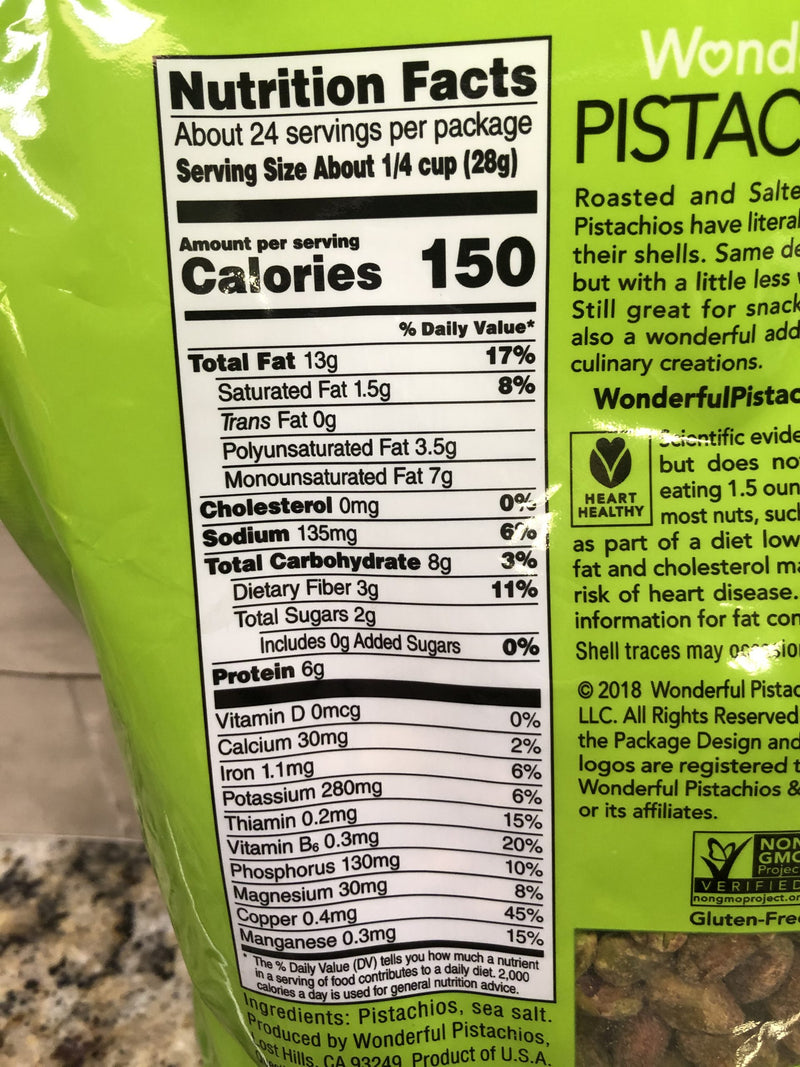 Nutrition Facts
About 24 servings per package
Serving Size About 1/4 cup (28g)
Amount per serving
Calories 150
% Daily Value*
Total Fat 13g 17%
Saturated Fat 1.5g 8%
Trans Fat 0g
Polyunsaturated Fat 3.5g
Monounsaturated Fat 7g
Cholesterol 0mg 0%
Sodium 135mg 6%
Total Carbohydrate 8g 3%
Dietary Fiber 3g 11%
Total Sugars 2g
Includes 0g Added Sugars 0%
Protein 6g
Vitamin D 0mcg 0%
Calcium 30mg 2%
Iron 1.1mg 6%
Potassium 280mg 6%
Thiamin 0.2mg 15%
Vitamin B6 0.3mg 20%
Phosphorus 130mg 10%
Magnesium 30mg 8%
Copper 0.4mg 45%
Manganese 0.3mg 15%
* The % Daily Value (DV) tells you how much a nutrient
in a serving of food contributes to a daily diet. 2,000
calories a day is used for general nutrition advice.
Ingredients: Pistachios, sea salt.
Produced by Wonderful Pistachios,
Lost Hills, CA 93249 Product of U.S.A.
Wond
PISTAC
Roasted and Salte
Pistachios have literal
their shells. Same de
but with a little less
Still great for snack
also a wonderful add
culinary creations.
WonderfulPistac
HEART
HEALTHY
Scientific evide
but does no
eating 1.5 oun
most nuts, such
as part of a diet low
fat and cholesterol ma
risk of heart disease.
information for fat con
Shell traces may occasio
© 2018 Wonderful Pistac
LLC. All Rights Reserved
the Package Design and
logos are registered t
Wonderful Pistachios &
or its affiliates.
NON
GMO
Projec
VERIFIED
nongmoproject.or
Gluten-Free